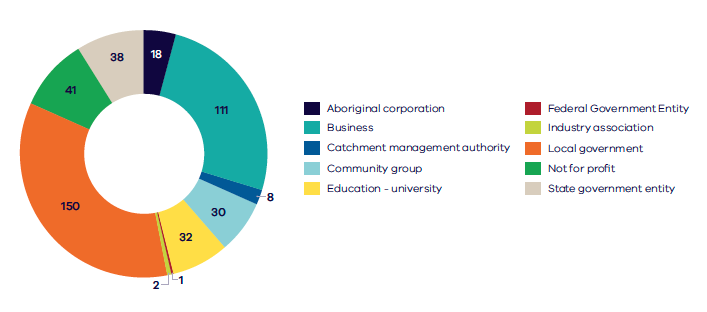 38
18
41
111
150
8
30
32
2
1
Aboriginal corporation
Business
Catchment management authority
Community group
Education - university
Federal Government Entity
Industry association
Local government
Not for profit
State government entity